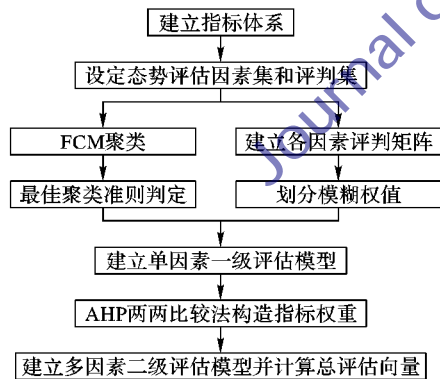 建立指标体系
设定态势评估因素集和评判集
FCM聚类
建立各因素评判矩阵
最佳聚类准则判定
划分模糊权值
建立单因素一级评估模型
AHP两两比较法构造指标权重
建立多因素二级评估模型并计算总评估向量
Journal